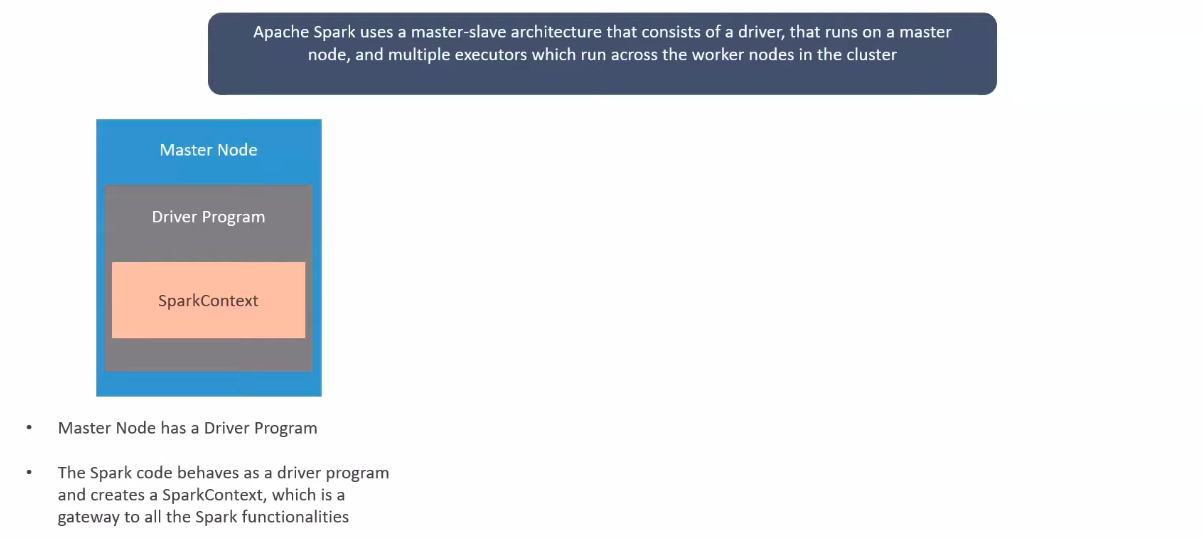 Apache Spark uses a master-slave architecture that consists of a driver, that runs on a master
node, and multiple executors which run across the worker nodes in the cluster
Master Node
Driver Program
SparkContext
• Master Node has a Driver Program
• The Spark code behaves as a driver program
and creates a SparkContext, which is a
gateway to all the Spark functionalities